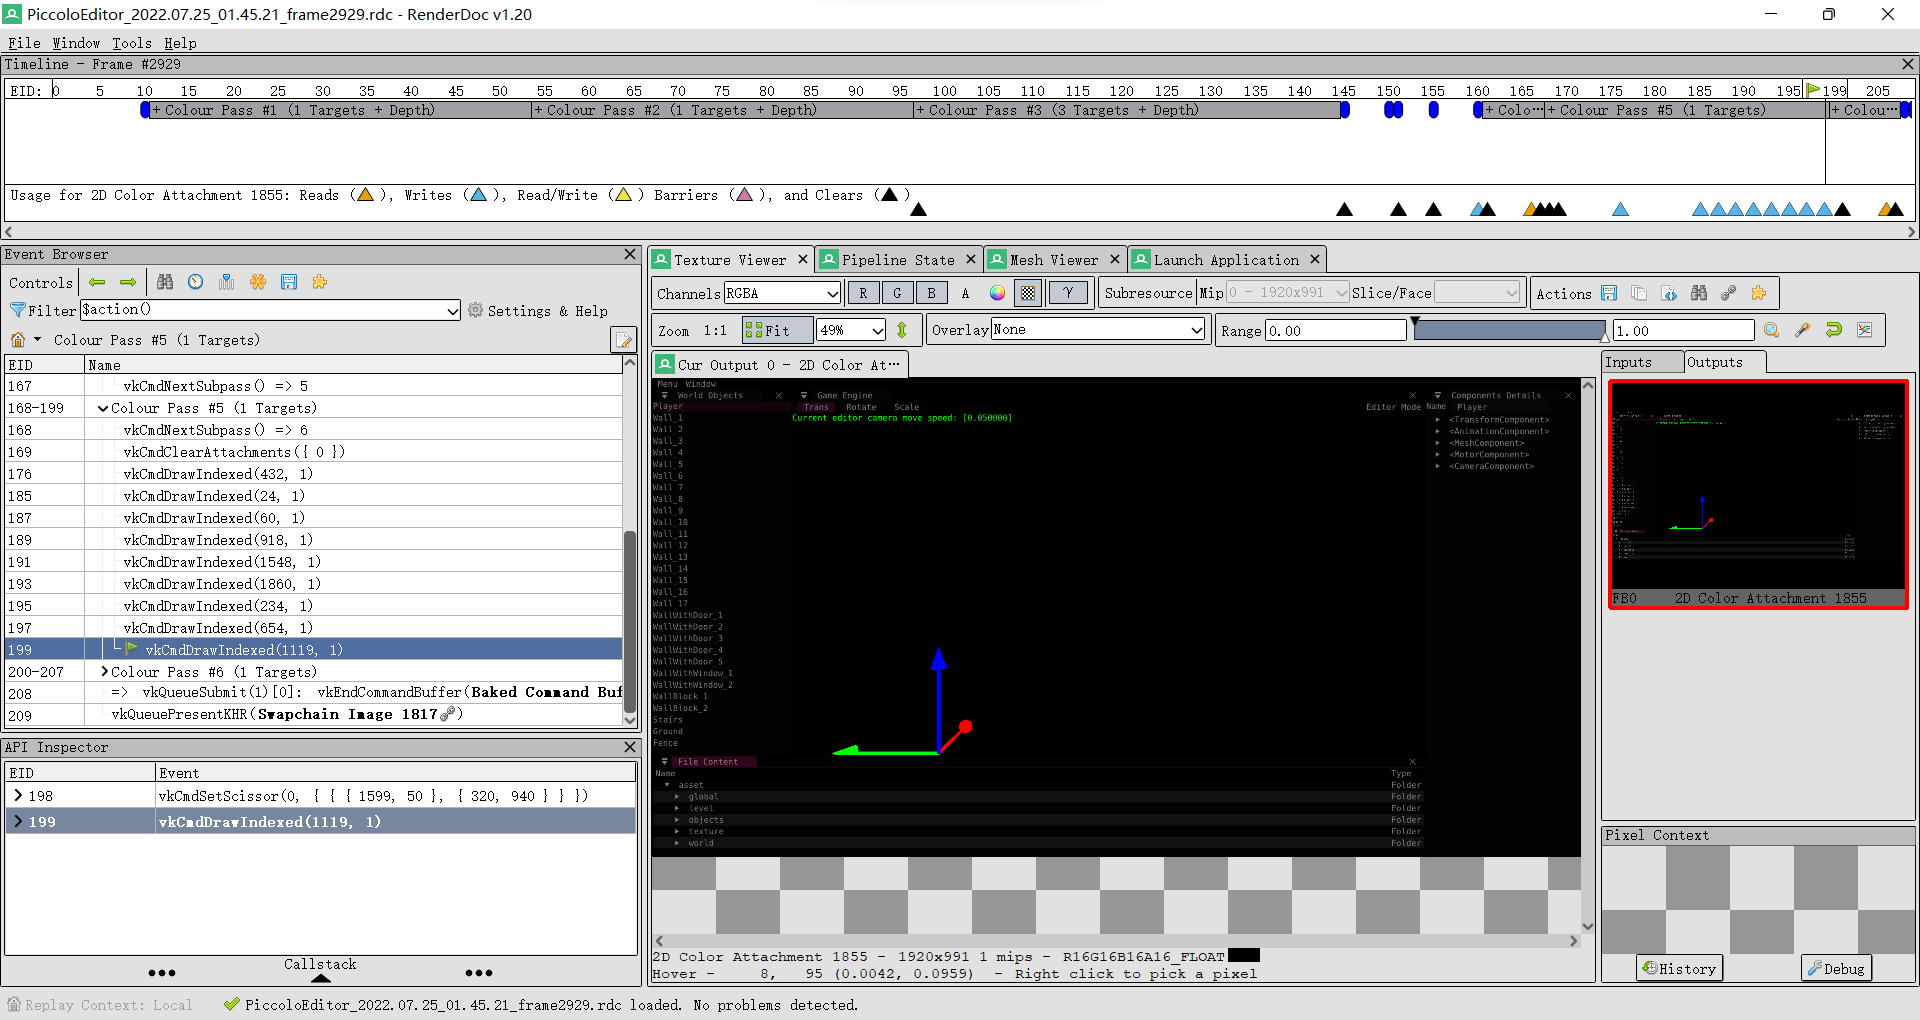 PiccoloEditor_2022.07.25_01.45.21_frame2929.rdc - RenderDoc v1.20
File Window Tools Help
Timeline - Frame #2929
EID: 0 5 10 15 20 25 30 35 40 45 50 55 60 65 70 75 80 85 90 95 100 105 110 115 120 125 130 135 140 145 150 155 160 165 170 175 180 185 190 195 199 205
+ Colour Pass #1 (1 Targets + Depth) + Colour Pass #2 (1 Targets + Depth) + Colour Pass #3 (3 Targets + Depth) + Colo··· + Colour Pass #5 (1 Targets) + Colou···
Usage for 2D Color Attachment 1855: Reads ( ), Writes ( ), Read/Write ( ) Barriers ( ), and Clears ( )
Event Browser
Controls
Filter $action() Settings & Help
Colour Pass #5 (1 Targets)
EID Name
167 vkCmdNextSubpass() => 5
168-199 Colour Pass #5 (1 Targets)
168 vkCmdNextSubpass() => 6
169 vkCmdClearAttachments({ 0 })
176 vkCmdDrawIndexed(432, 1)
185 vkCmdDrawIndexed(24, 1)
187 vkCmdDrawIndexed(60, 1)
189 vkCmdDrawIndexed(918, 1)
191 vkCmdDrawIndexed(1548, 1)
193 vkCmdDrawIndexed(1860, 1)
195 vkCmdDrawIndexed(234, 1)
197 vkCmdDrawIndexed(654, 1)
199 vkCmdDrawIndexed(1119, 1)
200-207 Colour Pass #6 (1 Targets)
208 => vkQueueSubmit(1)[0]: vkEndCommandBuffer(Baked Command Buf
209 vkQueuePresentKHR(Swapchain Image 1817)
API Inspector
EID Event
198 vkCmdSetScissor(0, { { { 1599, 50 }, { 320, 940 } } })
199 vkCmdDrawIndexed(1119, 1)
Callstack
Texture Viewer Pipeline State Mesh Viewer Launch Application
Channels RGBA R G B A γ Subresource Mip 0 - 1920x991 Slice/Face Actions
Zoom 1:1 Fit 49% Overlay None Range 0.00 1.00
Cur Output 0 - 2D Color At···
Menu Window
World Objects Game Engine Components Details
Player Trans Rotate Scale Editor Mode Name Player
Wall_1 Current editor camera move speed: [0.050000] <TransformComponent>
Wall_2 <AnimationComponent>
Wall_3 <MeshComponent>
Wall_4 <MotorComponent>
Wall_5 <CameraComponent>
Wall_6
Wall_7
Wall_8
Wall_9
Wall_10
Wall_11
Wall_12
Wall_13
Wall_14
Wall_15
Wall_16
Wall_17
WallWithDoor_1
WallWithDoor_2
WallWithDoor_3
WallWithDoor_4
WallWithDoor_5
WallWithWindow_1
WallWithWindow_2
WallBlock_1
WallBlock_2
Stairs
Ground
Fence
File Content
Name Type
asset Folder
global Folder
level Folder
objects Folder
texture Folder
world Folder
2D Color Attachment 1855 - 1920x991 1 mips - R16G16B16A16_FLOAT
Hover - 8, 95 (0.0042, 0.0959) - Right click to pick a pixel
Inputs Outputs
FB0 2D Color Attachment 1855
Pixel Context
History Debug
Replay Context: Local PiccoloEditor_2022.07.25_01.45.21_frame2929.rdc loaded. No problems detected.